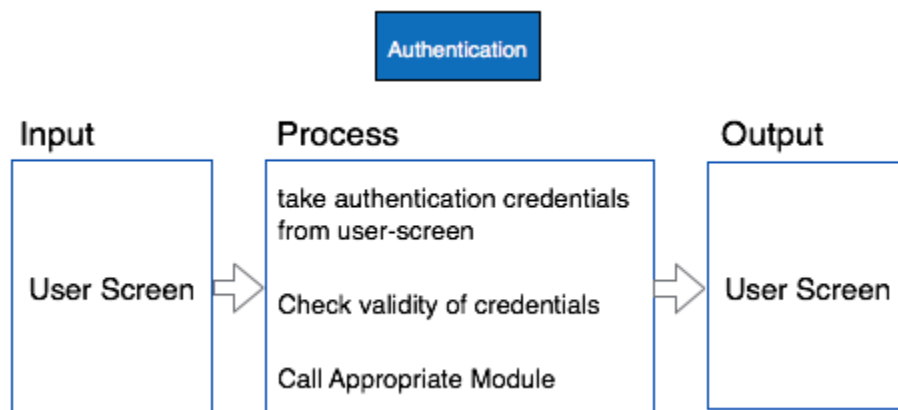 Authentication
Input
Process
Output
User Screen
take authentication credentials
from user-screen
Check validity of credentials
Call Appropriate Module
User Screen